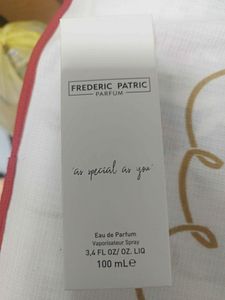 FREDERIC PATRIC
PARFUM
'as special as you'
Eau de Parfum
Vaporisateur Spray
3,4 FL OZ/ OZ. LIQ
100 mLe